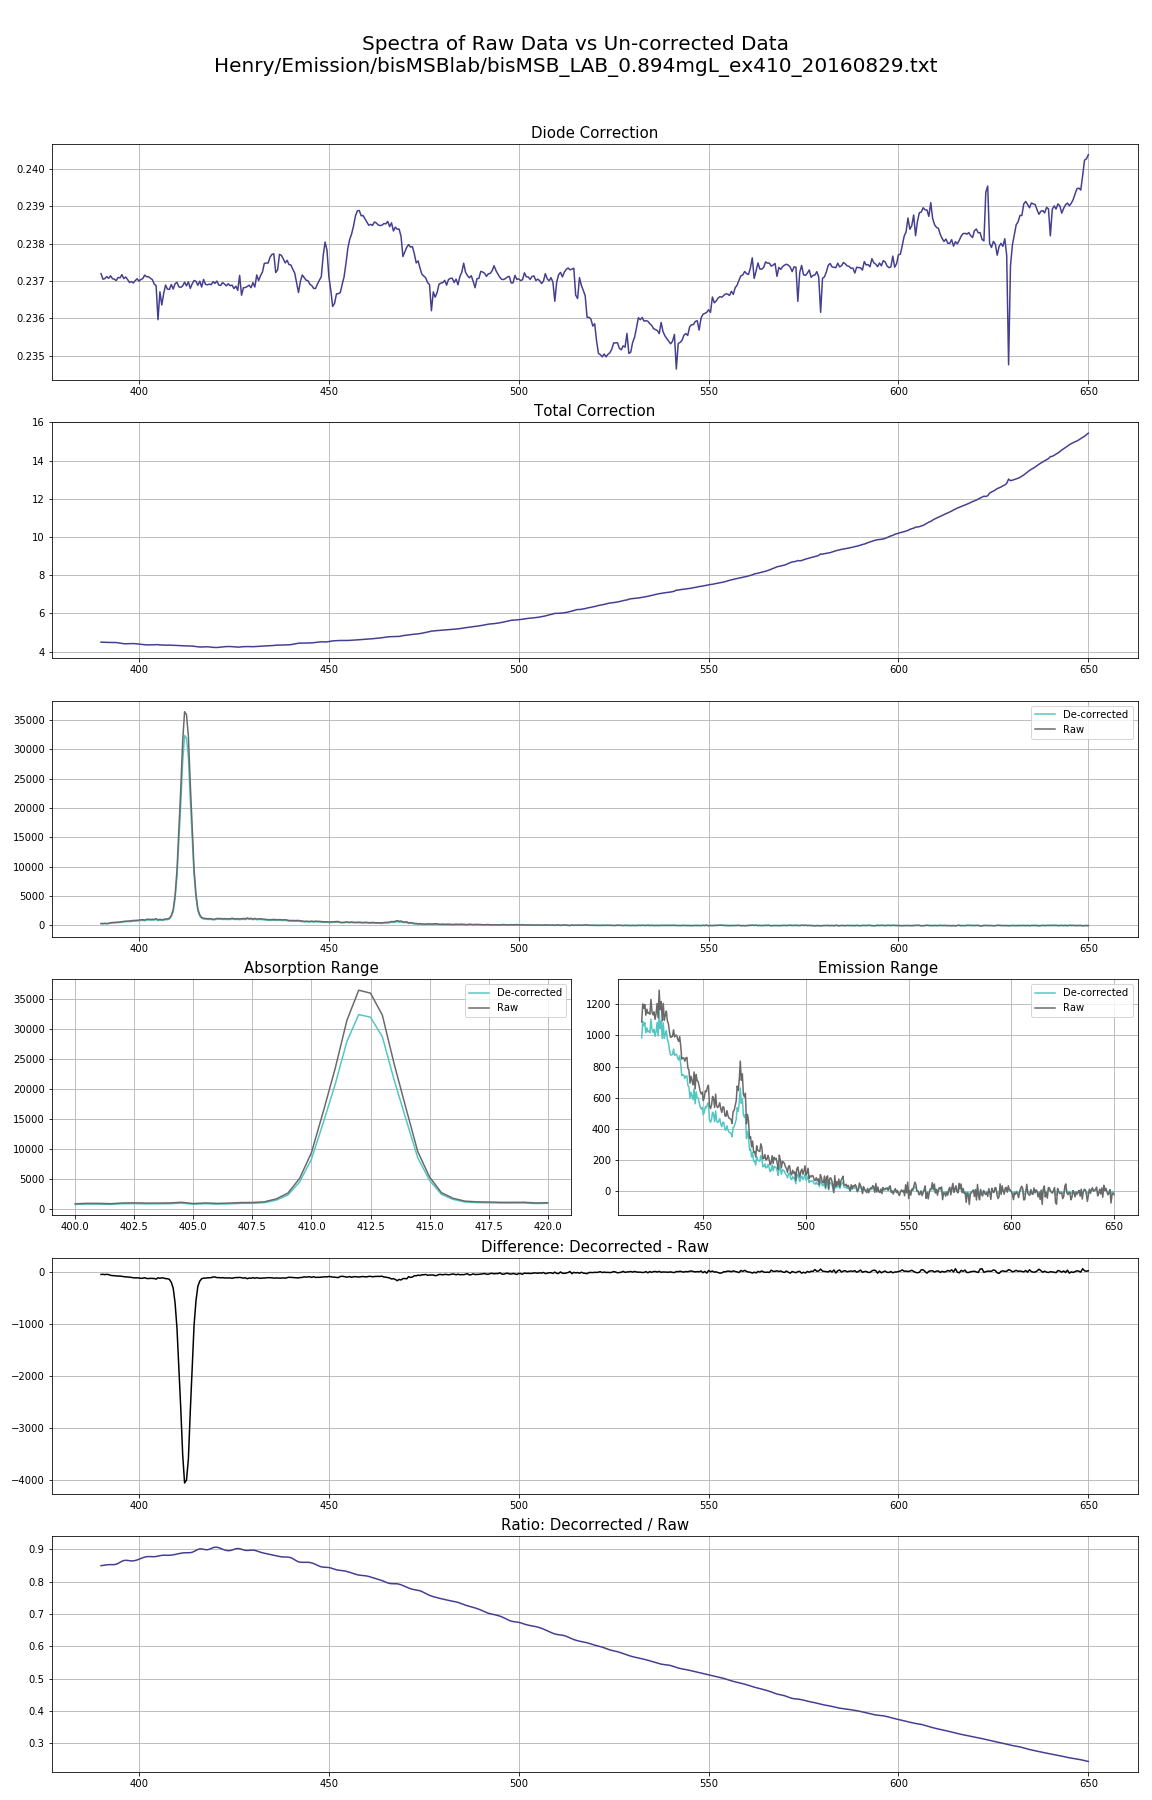 Spectra of Raw Data vs Un-corrected Data
Henry/Emission/bisMSBlab/bisMSB_LAB_0.894mgL_ex410_20160829.txt
Diode Correction
0.240
0.239
0.238
0.237
0.236
0.235
400 450 500 550 600 650
Total Correction
16
14
12
10
8
6
4
400 450 500 550 600 650
De-corrected
Raw
35000
30000
25000
20000
15000
10000
5000
0
400 450 500 550 600 650
Absorption Range
De-corrected
Raw
35000
30000
25000
20000
15000
10000
5000
0
400.0 402.5 405.0 407.5 410.0 412.5 415.0 417.5 420.0
Emission Range
De-corrected
Raw
1200
1000
800
600
400
200
0
450 500 550 600 650
Difference: Decorrected - Raw
0
−1000
−2000
−3000
−4000
400 450 500 550 600 650
Ratio: Decorrected / Raw
0.9
0.8
0.7
0.6
0.5
0.4
0.3
400 450 500 550 600 650